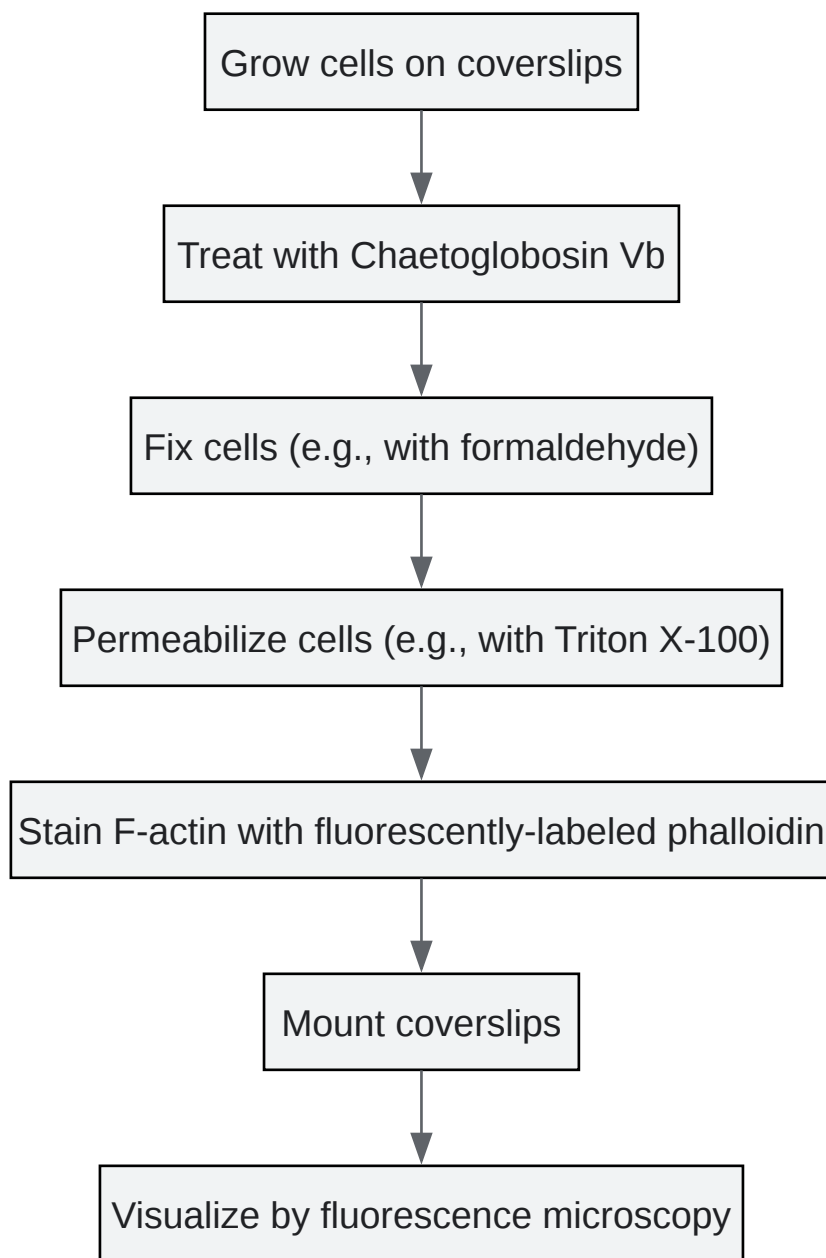 Grow cells on coverslips
Treat with Chaetoglobosin Vb
Fix cells (e.g., with formaldehyde)
Permeabilize cells (e.g., with Triton X-100)
Stain F-actin with fluorescently-labeled phalloidin
Mount coverslips
Visualize by fluorescence microscopy